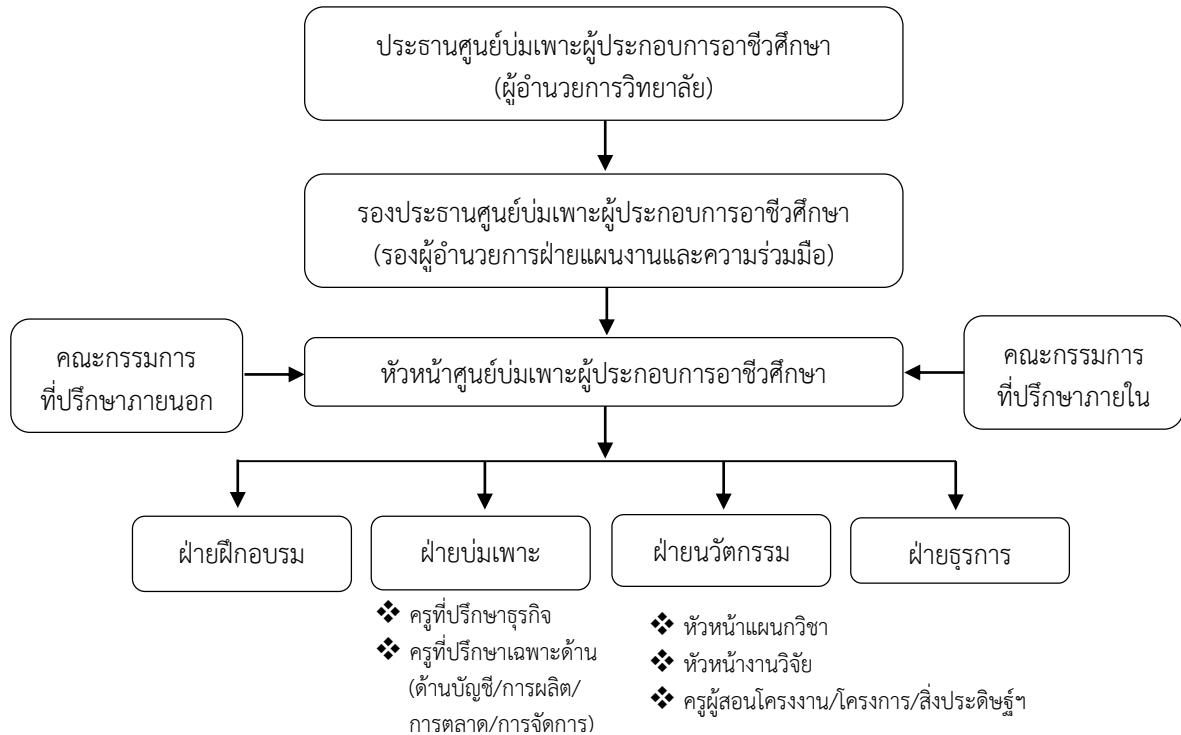 ประธานศูนย์บ่มเพาะผู้ประกอบการอาชีวศึกษา
(ผู้อำนวยการวิทยาลัย)
รองประธานศูนย์บ่มเพาะผู้ประกอบการอาชีวศึกษา
(รองผู้อำนวยการฝ่ายแผนงานและความร่วมมือ)
คณะกรรมการ
ที่ปรึกษาภายนอก
หัวหน้าศูนย์บ่มเพาะผู้ประกอบการอาชีวศึกษา
คณะกรรมการ
ที่ปรึกษาภายใน
ฝ่ายฝึกอบรม
ฝ่ายบ่มเพาะ
ฝ่ายนวัตกรรม
ฝ่ายธุรการ
❖ ครูที่ปรึกษาธุรกิจ
❖ ครูที่ปรึกษาเฉพาะด้าน
(ด้านบัญชี/การผลิต/
การตลาด/การจัดการ)
❖ หัวหน้าแผนกวิชา
❖ หัวหน้างานวิจัย
❖ ครูผู้สอนโครงงาน/โครงการ/สิ่งประดิษฐ์ฯ